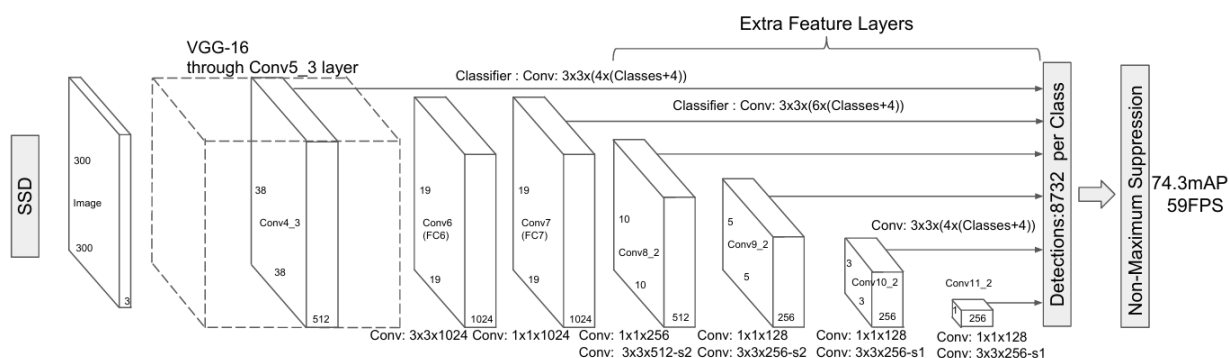 Extra Feature Layers
VGG-16
through Conv5_3 layer
Classifier : Conv: 3x3x(4x(Classes+4))
Classifier : Conv: 3x3x(6x(Classes+4))
SSD
300
Image
300
3
38
Conv4_3
38
512
19
Conv6
(FC6)
19
1024
19
Conv7
(FC7)
19
1024
10
Conv8_2
10
512
5
Conv9_2
5
256
Conv: 3x3x(4x(Classes+4))
3
Conv10_2
3
256
Conv11_2
1
256
Detections:8732 per Class
Non-Maximum Suppression
74.3mAP
59FPS
Conv: 3x3x1024
Conv: 1x1x1024
Conv: 1x1x256
Conv: 3x3x512-s2
Conv: 1x1x128
Conv: 3x3x256-s2
Conv: 1x1x128
Conv: 3x3x256-s1
Conv: 1x1x128
Conv: 3x3x256-s1